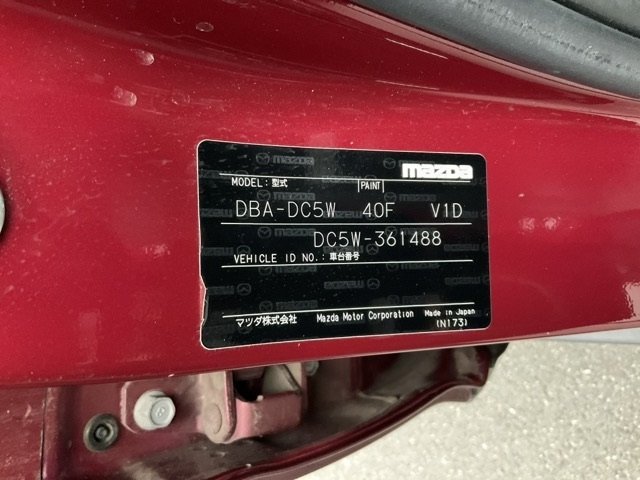 mazda
MODEL:型式 PAINT
DBA-DC5W 40F V1D
DC5W-361488
VEHICLE ID NO.:車台番号
マツダ株式会社 Mazda Motor Corporation Made in Japan
(N173)